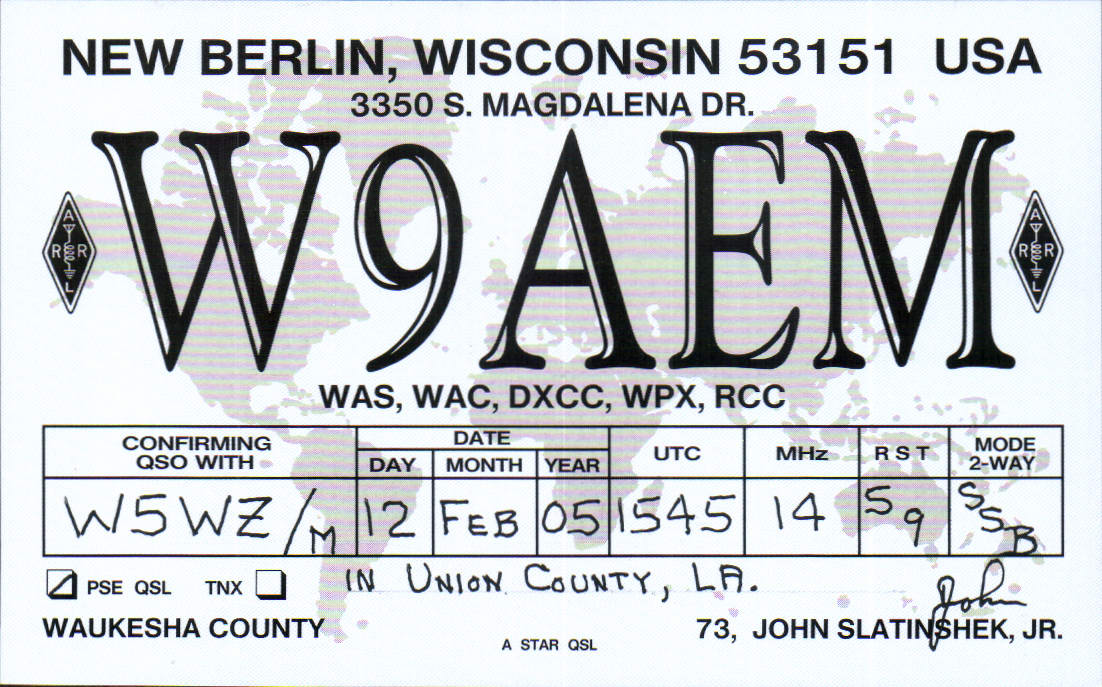 NEW BERLIN, WISCONSIN 53151 USA
3350 S. MAGDALENA DR.
W9AEM
A R R L
A R R L
WAS, WAC, DXCC, WPX, RCC
CONFIRMING QSO WITH
DATE
DAY MONTH YEAR
UTC
MHz
R S T
MODE 2-WAY
W5WZ/M 12 FEB 05 1545 14 59 SSB
PSE QSL TNX
IN UNION COUNTY, LA.
John
WAUKESHA COUNTY
A STAR QSL
73, JOHN SLATINSHEK, JR.